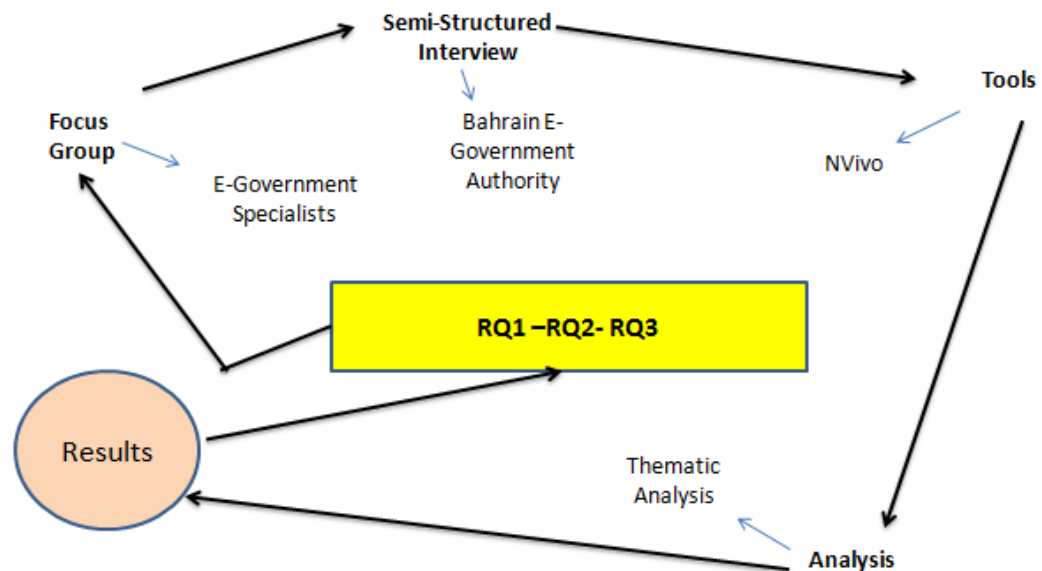 Semi-Structured
Interview
Tools
Focus
Group
Bahrain E-
Government
Authority
NVivo
E-Government
Specialists
RQ1 –RQ2- RQ3
Results
Thematic
Analysis
Analysis